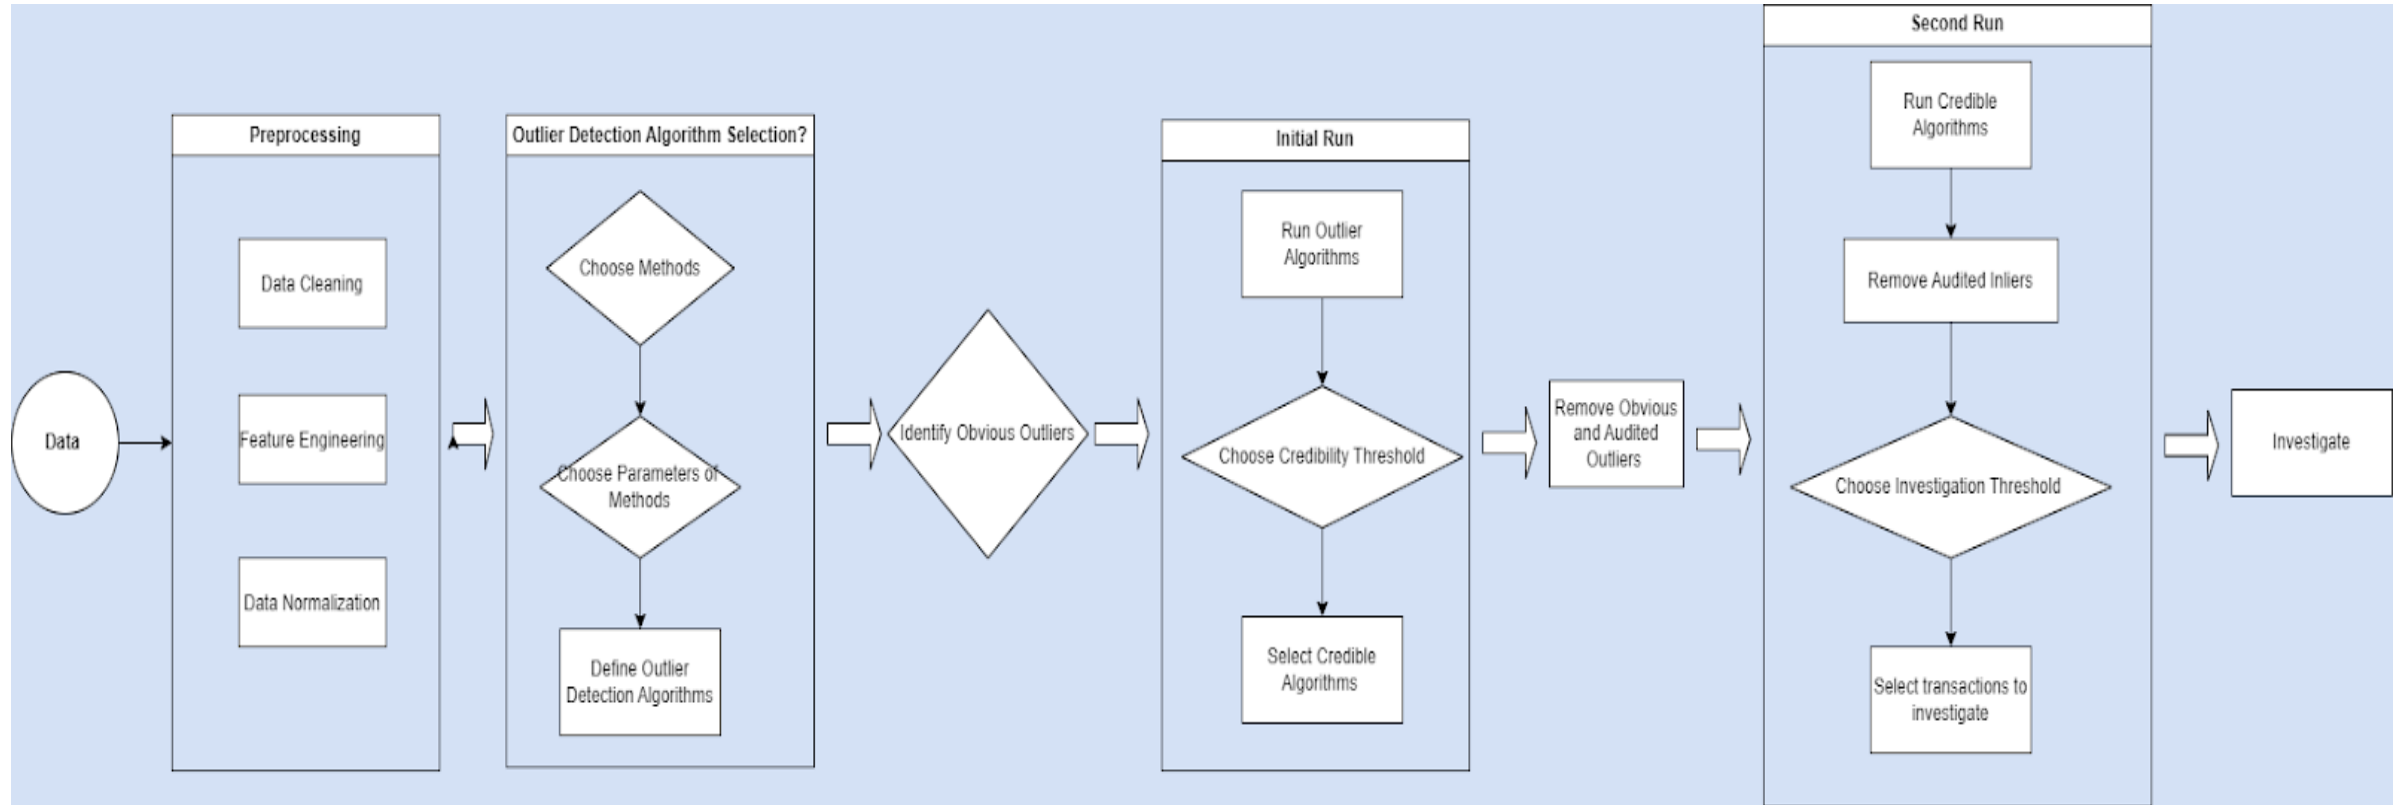 Data
Preprocessing
Data Cleaning
Feature Engineering
Data Normalization
Outlier Detection Algorithm Selection?
Choose Methods
Choose Parameters of
Methods
Define Outlier
Detection Algorithms
Identify Obvious Outliers
Initial Run
Run Outlier
Algorithms
Choose Credibility Threshold
Select Credible
Algorithms
Remove Obvious
and Audited
Outliers
Second Run
Run Credible
Algorithms
Remove Audited Inliers
Choose Investigation Threshold
Select transactions to
investigate
Investigate